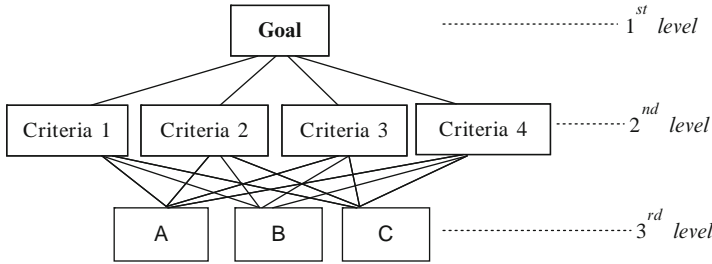 Goal 1st level
Criteria 1 Criteria 2 Criteria 3 Criteria 4 2nd level
A B C 3rd level